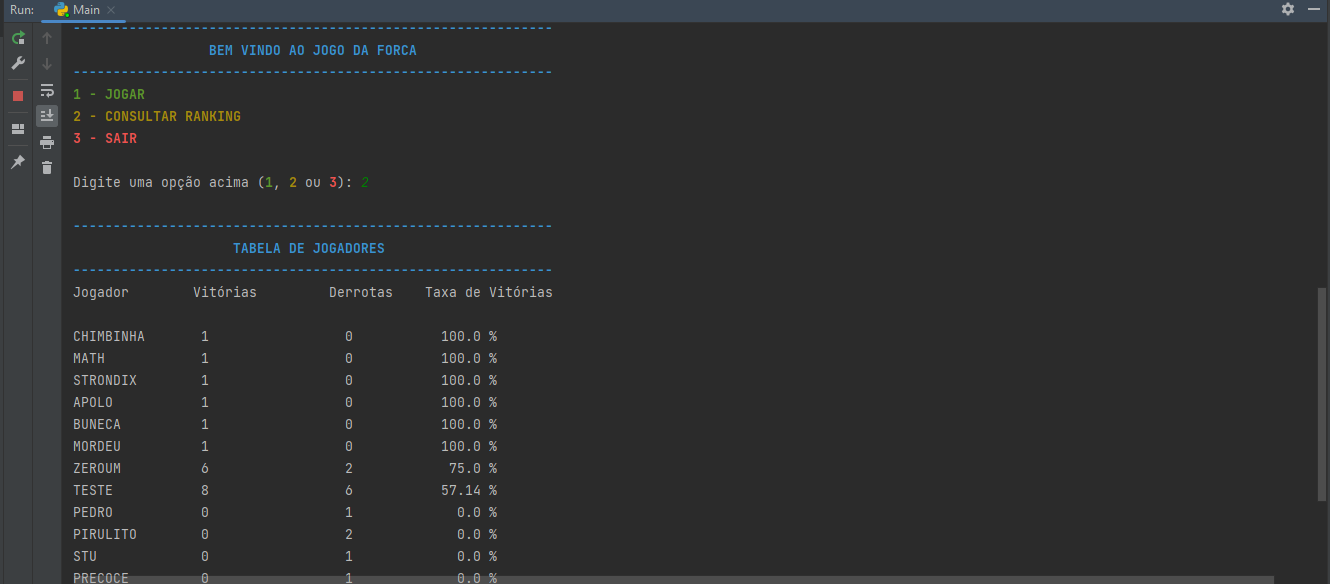 Run: Main
------------------------------------------------------------
BEM VINDO AO JOGO DA FORCA
------------------------------------------------------------
1 - JOGAR
2 - CONSULTAR RANKING
3 - SAIR
Digite uma opção acima (1, 2 ou 3): 2
------------------------------------------------------------
TABELA DE JOGADORES
------------------------------------------------------------
Jogador Vitórias Derrotas Taxa de Vitórias
CHIMBINHA 1 0 100.0 %
MATH 1 0 100.0 %
STRONDIX 1 0 100.0 %
APOLO 1 0 100.0 %
BUNECA 1 0 100.0 %
MORDEU 1 0 100.0 %
ZEROUM 6 2 75.0 %
TESTE 8 6 57.14 %
PEDRO 0 1 0.0 %
PIRULITO 0 2 0.0 %
STU 0 1 0.0 %
PRECOCE 0 1 0.0 %